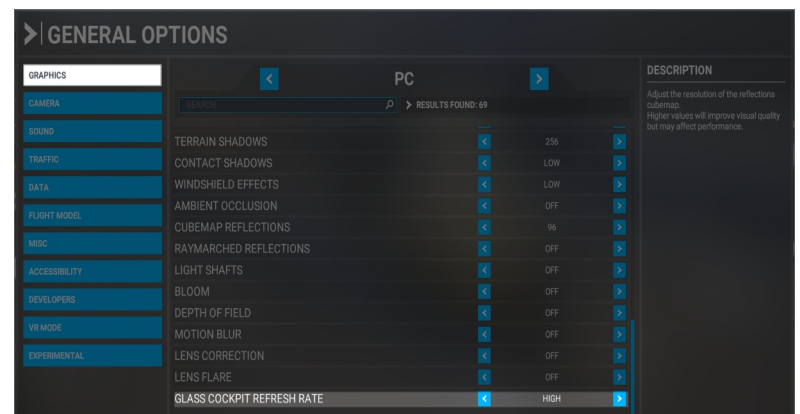 GENERAL OPTIONS
GRAPHICS
CAMERA
SOUND
TRAFFIC
DATA
FLIGHT MODEL
MISC
ACCESSIBILITY
DEVELOPERS
VR MODE
EXPERIMENTAL
PC
SEARCH
RESULTS FOUND: 69
TERRAIN SHADOWS 256
CONTACT SHADOWS LOW
WINDSHIELD EFFECTS LOW
AMBIENT OCCLUSION OFF
CUBEMAP REFLECTIONS 96
RAYMARCHED REFLECTIONS OFF
LIGHT SHAFTS OFF
BLOOM OFF
DEPTH OF FIELD OFF
MOTION BLUR OFF
LENS CORRECTION OFF
LENS FLARE OFF
GLASS COCKPIT REFRESH RATE HIGH
DESCRIPTION
Adjust the resolution of the reflections
cubemap.
Higher values will improve visual quality
but may affect performance.